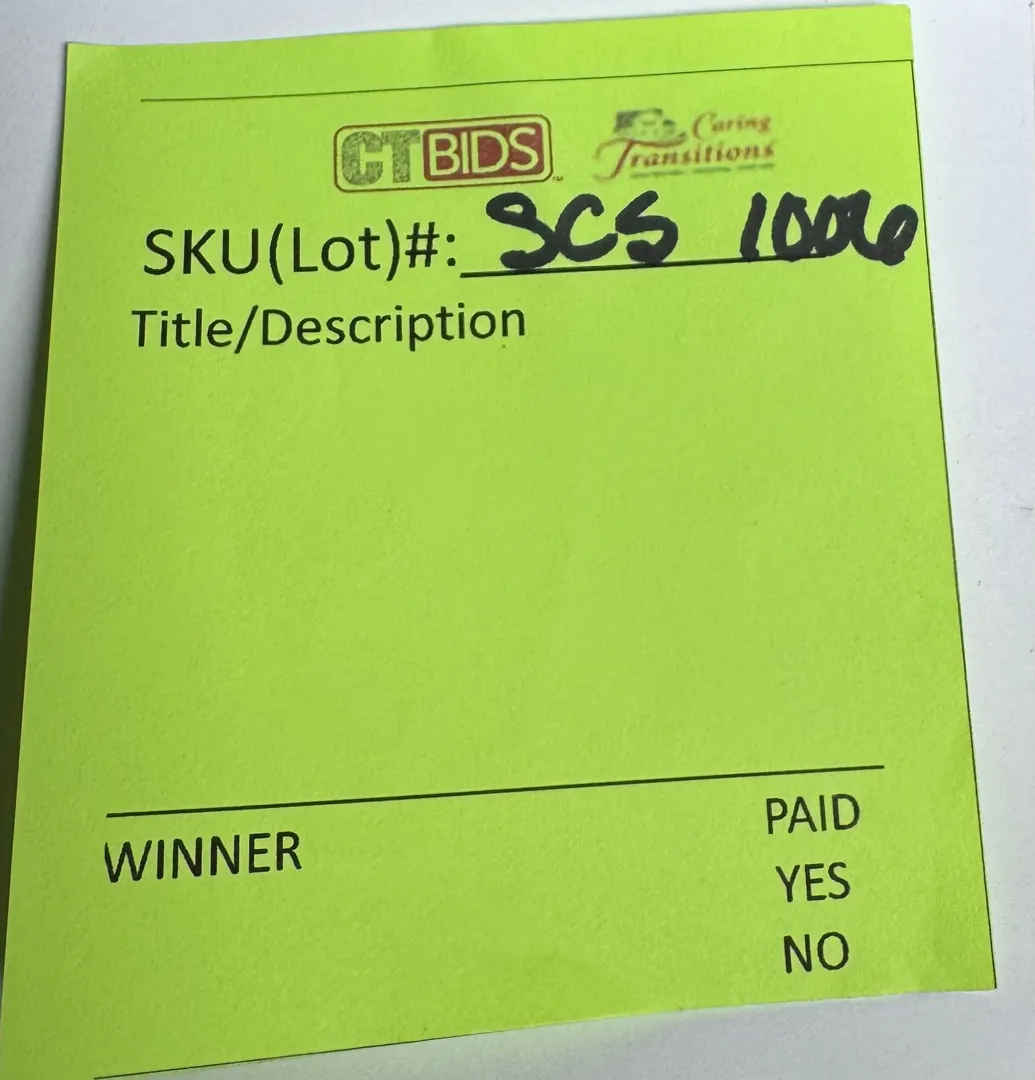 CTBIDS Caring
Transitions
SKU(Lot)#: SCS 1006
Title/Description
WINNER PAID
YES
NO